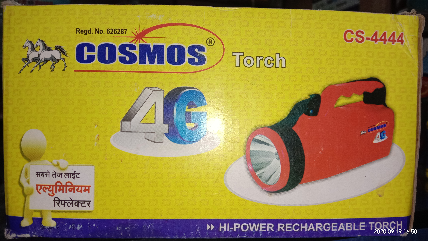 Regd. No. 626267
COSMOS®
Torch
CS-4444
4G
सबसे तेज लाईट
एल्युमिनियम
रिफ्लेक्टर
HI-POWER RECHARGEABLE TORCH